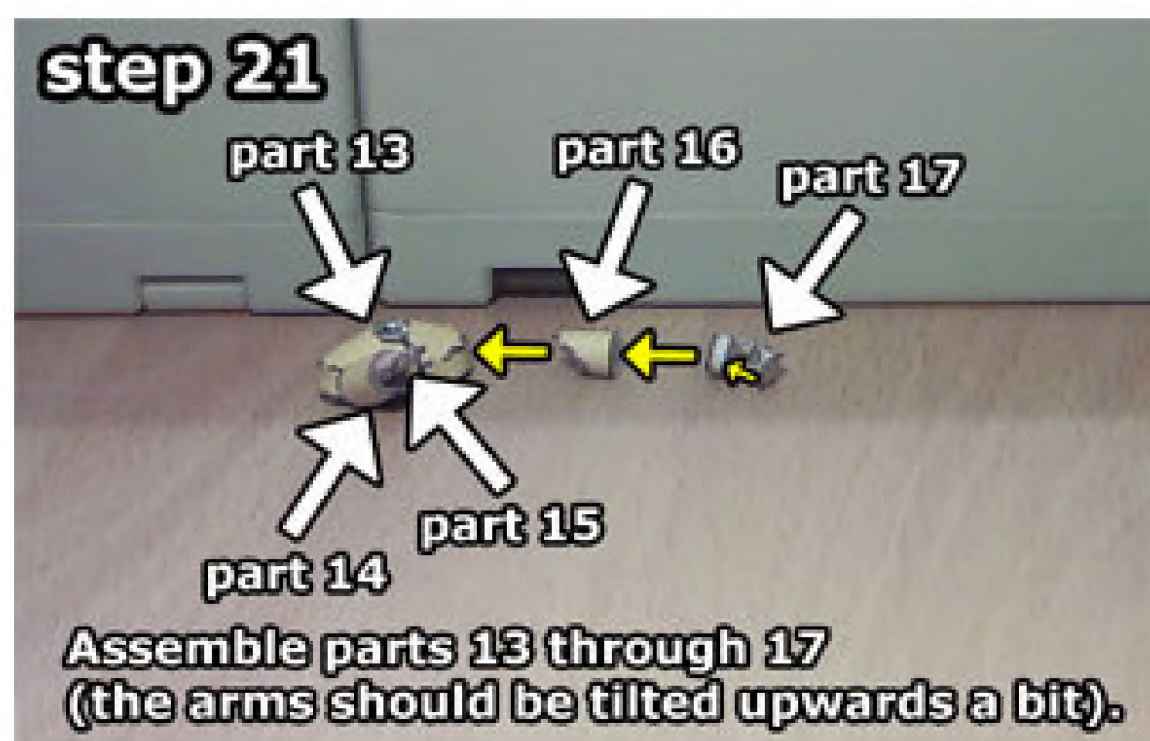 step 21
part 13
part 16
part 17
part 15
part 14
Assemble parts 13 through 17
(the arms should be tilted upwards a bit).